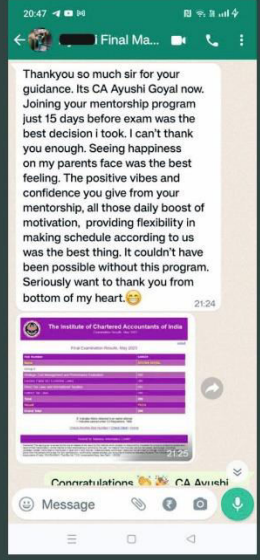 20:47
i Final Ma...
Thankyou so much sir for your
guidance. Its CA Ayushi Goyal now.
Joining your mentorship program
just 15 days before exam was the
best decision i took. I can't thank
you enough. Seeing happiness
on my parents face was the best
feeling. The positive vibes and
confidence you give from your
mentorship, all those daily boost of
motivation, providing flexibility in
making schedule according to us
was the best thing. It couldn't have
been possible without this program.
Seriously want to thank you from
bottom of my heart.😁
21:24
The Institute of Chartered Accountants of India
21:25
Congratulations 👏 🎉 CA Ayushi
Message